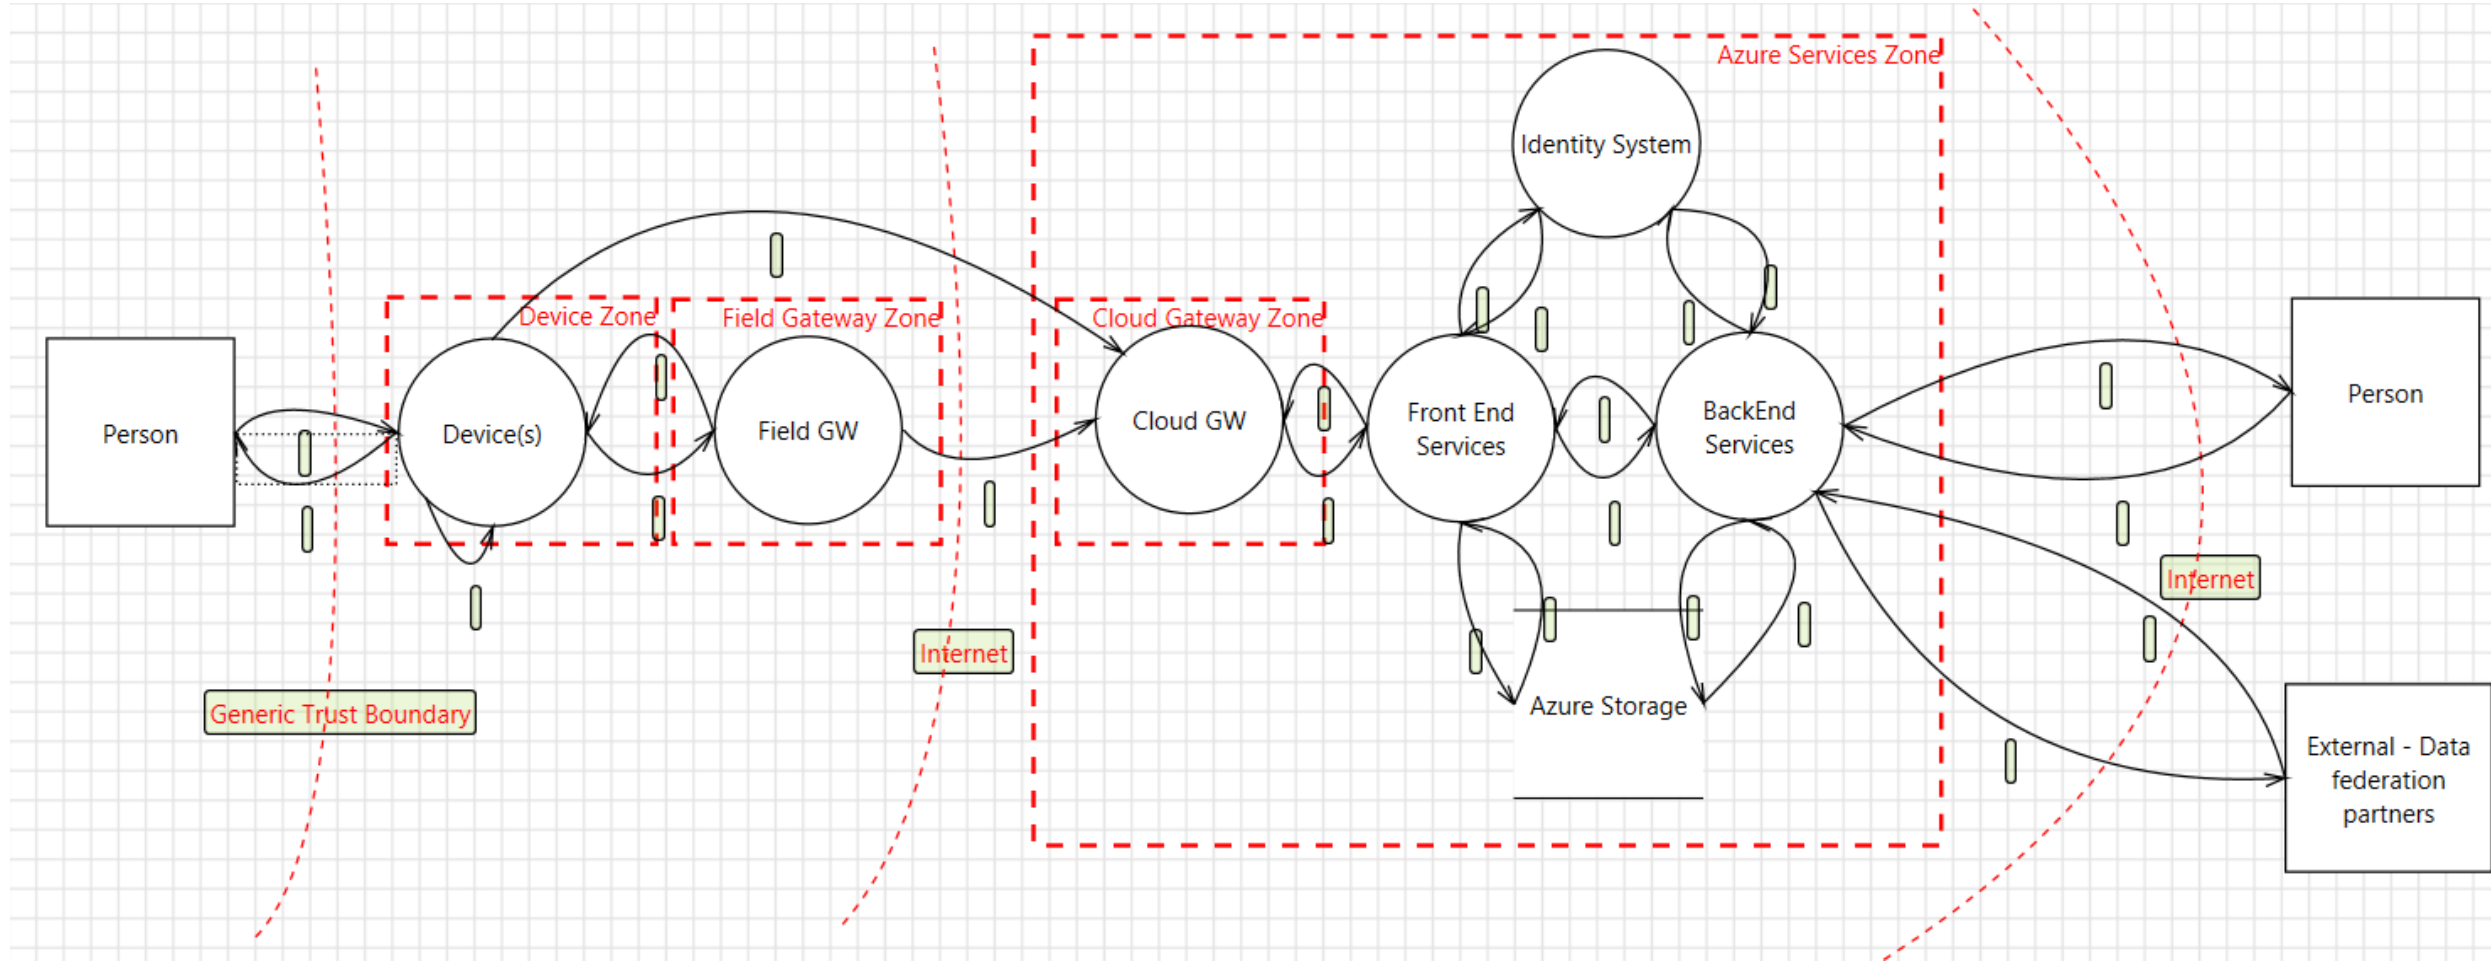 Azure Services Zone
Identity System
Device Zone
Field Gateway Zone
Cloud Gateway Zone
Person
Device(s)
Field GW
Cloud GW
Front End
Services
BackEnd
Services
Person
Internet
Internet
Generic Trust Boundary
Azure Storage
External - Data
federation
partners